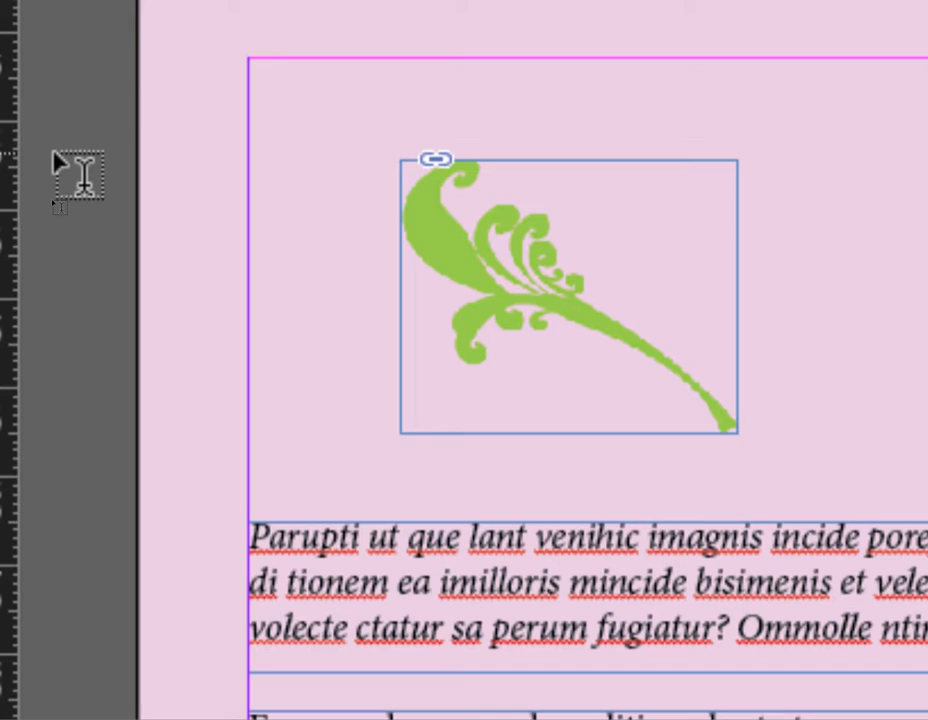 Parupti ut que lant venihic imagnis incide pore
di tionem ea imilloris mincide bisimenis et vele
volecte ctatur sa perum fugiatur? Ommolle ntin